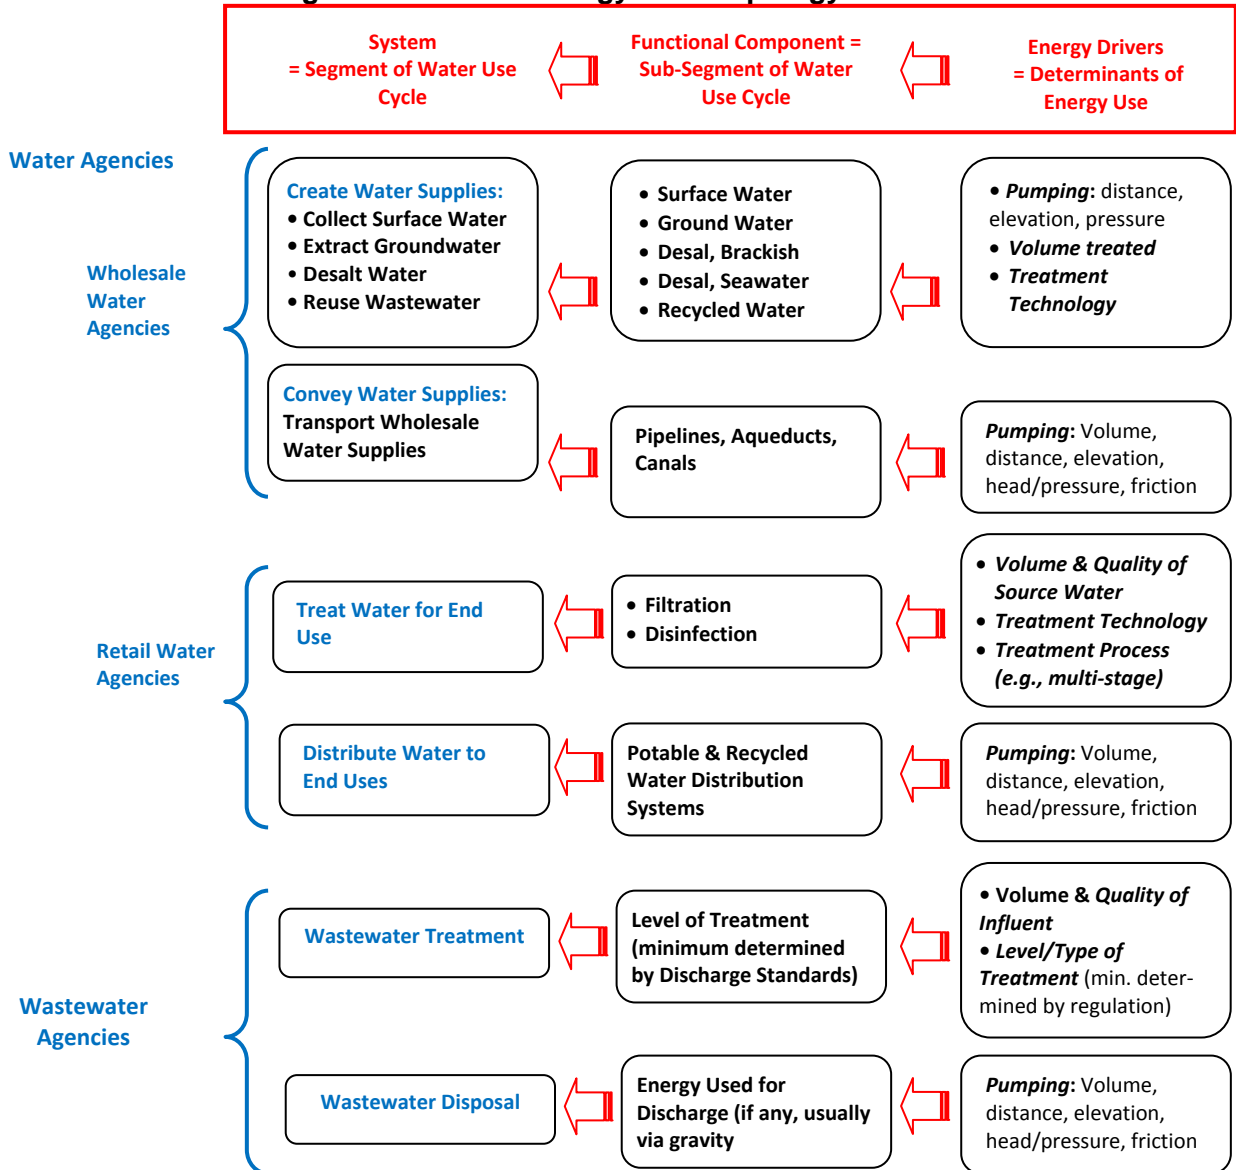 System
= Segment of Water Use
Cycle
Functional Component =
Sub-Segment of Water
Use Cycle
Energy Drivers
= Determinants of
Energy Use
Water Agencies
Wholesale
Water
Agencies
Create Water Supplies:
• Collect Surface Water
• Extract Groundwater
• Desalt Water
• Reuse Wastewater
• Surface Water
• Ground Water
• Desal, Brackish
• Desal, Seawater
• Recycled Water
• Pumping: distance,
elevation, pressure
• Volume treated
• Treatment
Technology
Convey Water Supplies:
Transport Wholesale
Water Supplies
Pipelines, Aqueducts,
Canals
Pumping: Volume,
distance, elevation,
head/pressure, friction
Retail Water
Agencies
Treat Water for End
Use
• Filtration
• Disinfection
• Volume & Quality of
Source Water
• Treatment Technology
• Treatment Process
(e.g., multi-stage)
Distribute Water to
End Uses
Potable & Recycled
Water Distribution
Systems
Pumping: Volume,
distance, elevation,
head/pressure, friction
Wastewater
Agencies
Wastewater Treatment
Level of Treatment
(minimum determined
by Discharge Standards)
• Volume & Quality of
Influent
• Level/Type of
Treatment (min. deter-
mined by regulation)
Wastewater Disposal
Energy Used for
Discharge (if any, usually
via gravity
Pumping: Volume,
distance, elevation,
head/pressure, friction